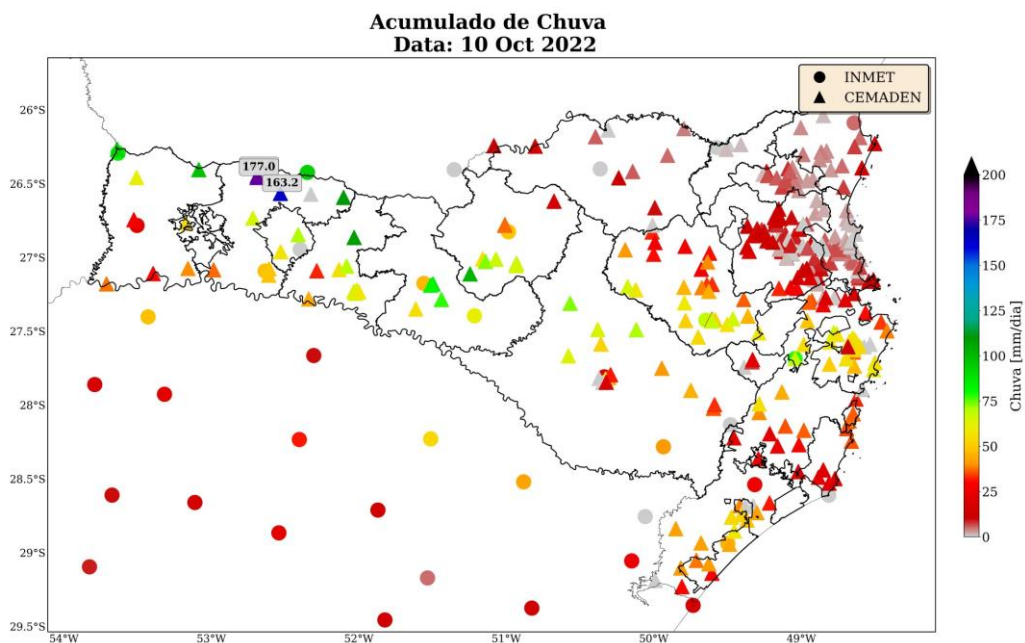 Acumulado de Chuva
Data: 10 Oct 2022
INMET
CEMADEN
26°S
26.5°S
27°S
27.5°S
28°S
28.5°S
29°S
29.5°S
177.0
163.2
54°W
53°W
52°W
51°W
50°W
49°W
200
175
150
125
100
75
50
25
0
Chuva [mm/dia]